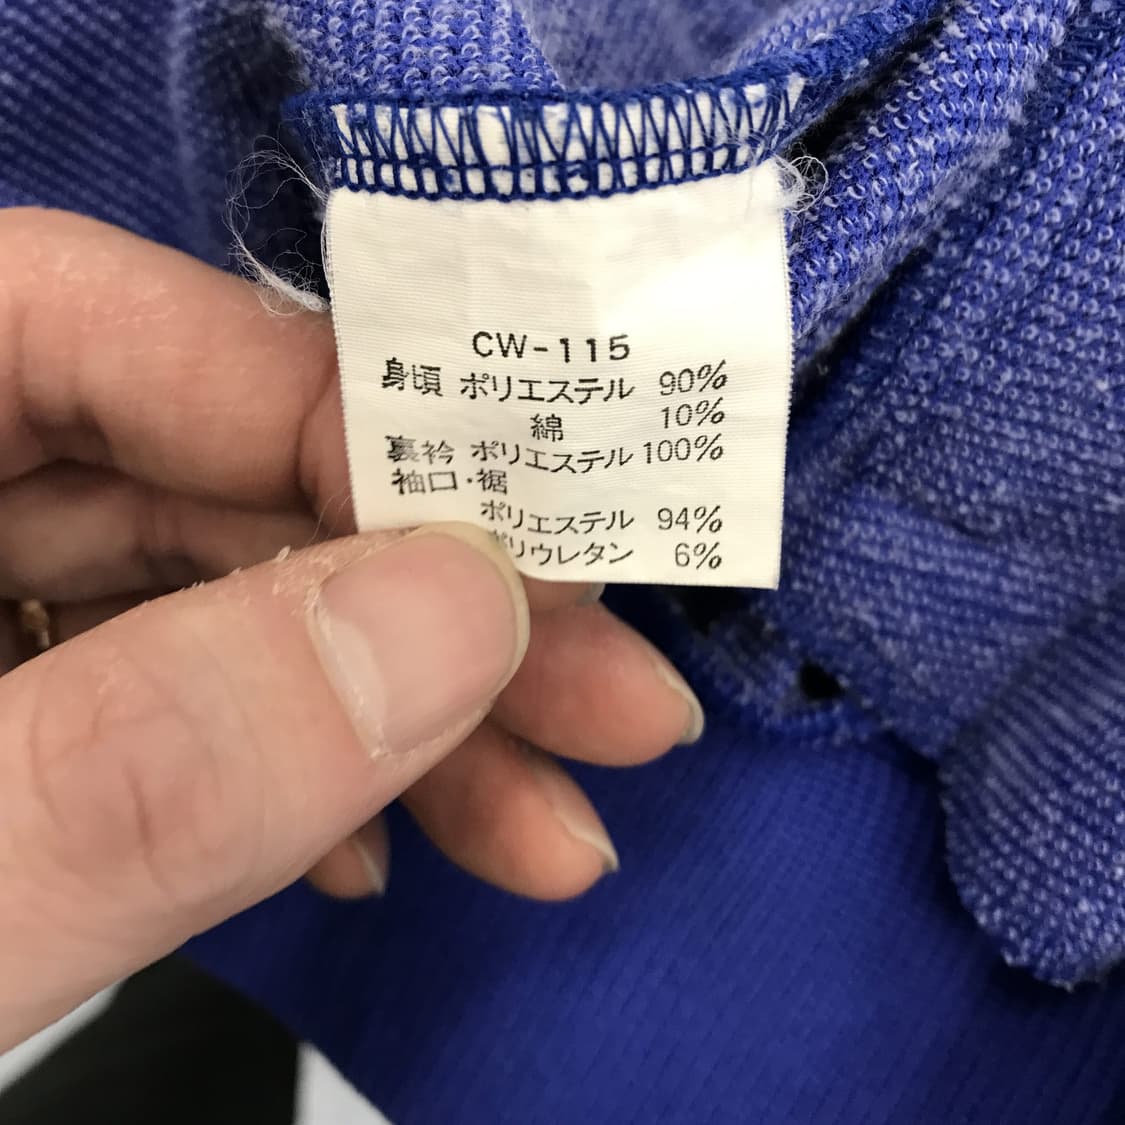 CW-115
身頃 ポリエステル 90%
綿 10%
裏衿 ポリエステル 100%
袖口・裾
ポリエステル 94%
ポリウレタン 6%